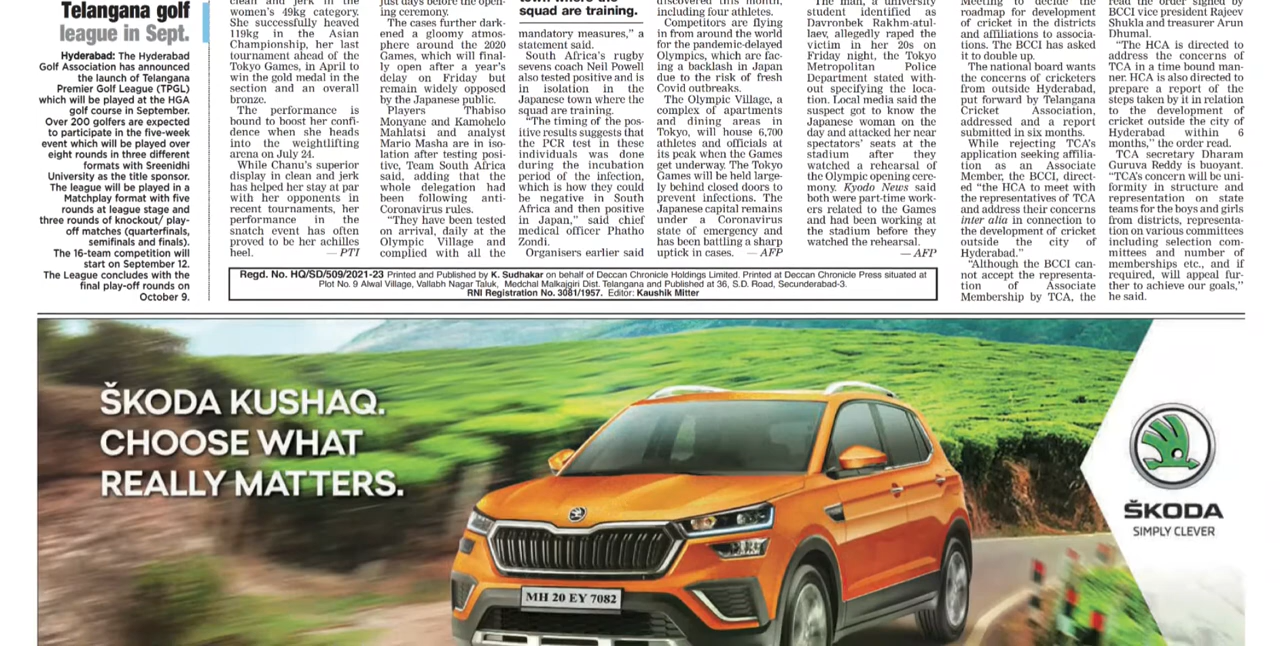 Telangana golf
league in Sept.
Hyderabad: The Hyderabad
Golf Association has announced
the launch of Telangana
Premier Golf League (TPGL)
which will be played at the HGA
golf course in September.
Over 200 golfers are expected
to participate in the five-week
event which will be played over
eight rounds in three different
formats with Sreenidhi
University as the title sponsor.
The league will be played in a
Matchplay format with five
rounds at league stage and
three rounds of knockout/ play-
off matches (quarterfinals,
semifinals and finals).
The 16-team competition will
start on September 12.
The League concludes with the
final play-off rounds on
October 9.
clean and jerk in the
women's 49kg category.
She successfully heaved
119kg in the Asian
Championship, her last
tournament ahead of the
Tokyo Games, in April to
win the gold medal in the
section and an overall
bronze.
The performance is
bound to boost her confi-
dence when she heads
into the weightlifting
arena on July 24.
While Chanu's superior
display in clean and jerk
has helped her stay at par
with her opponents in
recent tournaments, her
performance in the
snatch event has often
proved to be her achilles
heel. — PTI
just days before the open-
ing ceremony.
The cases further dark-
ened a gloomy atmos-
phere around the 2020
Games, which will final-
ly open after a year's
delay on Friday but
remain widely opposed
by the Japanese public.
Players Thabiso
Monyane and Kamohelo
Mahlatsi and analyst
Mario Masha are in iso-
lation after testing posi-
tive, Team South Africa
said, adding that the
whole delegation had
been following anti-
Coronavirus rules.
"They have been tested
on arrival, daily at the
Olympic Village and
complied with all the
town where the
squad are training.
mandatory measures," a
statement said.
South Africa's rugby
sevens coach Neil Powell
also tested positive and is
in isolation in the
Japanese town where the
squad are training.
"The timing of the pos-
itive results suggests that
the PCR test in these
individuals was done
during the incubation
period of the infection,
which is how they could
be negative in South
Africa and then positive
in Japan," said chief
medical officer Phatho
Zondi.
Organisers earlier said
discovered this month,
including four athletes.
Competitors are flying
in from around the world
for the pandemic-delayed
Olympics, which are fac-
ing a backlash in Japan
due to the risk of fresh
Covid outbreaks.
The Olympic Village, a
complex of apartments
and dining areas in
Tokyo, will house 6,700
athletes and officials at
its peak when the Games
get underway. The Tokyo
Games will be held large-
ly behind closed doors to
prevent infections. The
Japanese capital remains
under a Coronavirus
state of emergency and
has been battling a sharp
uptick in cases. — AFP
The man, a university
student identified as
Davronbek Rakhm-atul-
laev, allegedly raped the
victim in her 20s on
Friday night, the Tokyo
Metropolitan Police
Department stated with-
out specifying the loca-
tion. Local media said the
suspect got to know the
Japanese woman on the
day and attacked her near
spectators' seats at the
stadium after they
watched a rehearsal of
the Olympic opening cere-
mony. Kyodo News said
both were part-time work-
ers related to the Games
and had been working at
the stadium before they
watched the rehearsal.
— AFP
Meeting to decide the
roadmap for development
of cricket in the districts
and affiliations to associa-
tions. The BCCI has asked
it to double up.
The national board wants
the concerns of cricketers
from outside Hyderabad,
put forward by Telangana
Cricket Association,
addressed and a report
submitted in six months.
While rejecting TCA's
application seeking affilia-
tion as an Associate
Member, the BCCI, direct-
ed "the HCA to meet with
the representatives of TCA
and address their concerns
inter alia in connection to
the development of cricket
outside the city of
Hyderabad."
"Although the BCCI can-
not accept the representa-
tion of Associate
Membership by TCA, the
read the order signed by
BCCI vice president Rajeev
Shukla and treasurer Arun
Dhumal.
"The HCA is directed to
address the concerns of
TCA in a time bound man-
ner. HCA is also directed to
prepare a report of the
steps taken by it in relation
to the development of
cricket outside the city of
Hyderabad within 6
months," the order read.
TCA secretary Dharam
Guruva Reddy is buoyant.
"TCA's concern will be uni-
formity in structure and
representation on state
teams for the boys and girls
from districts, representa-
tion on various committees
including selection com-
mittees and number of
memberships etc., and if
required, will appeal fur-
ther to achieve our goals,"
he said.
Regd. No. HQ/SD/509/2021-23 Printed and Published by K. Sudhakar on behalf of Deccan Chronicle Holdings Limited. Printed at Deccan Chronicle Press situated at
Plot No. 9 Alwal Village, Vallabh Nagar Taluk, Medchal Malkajgiri Dist. Telangana and Published at 36, S.D. Road, Secunderabad-3.
RNI Registration No. 3081/1957. Editor: Kaushik Mitter
ŠKODA KUSHAQ.
CHOOSE WHAT
REALLY MATTERS.
ŠKODA
SIMPLY CLEVER
MH 20 EY 7082